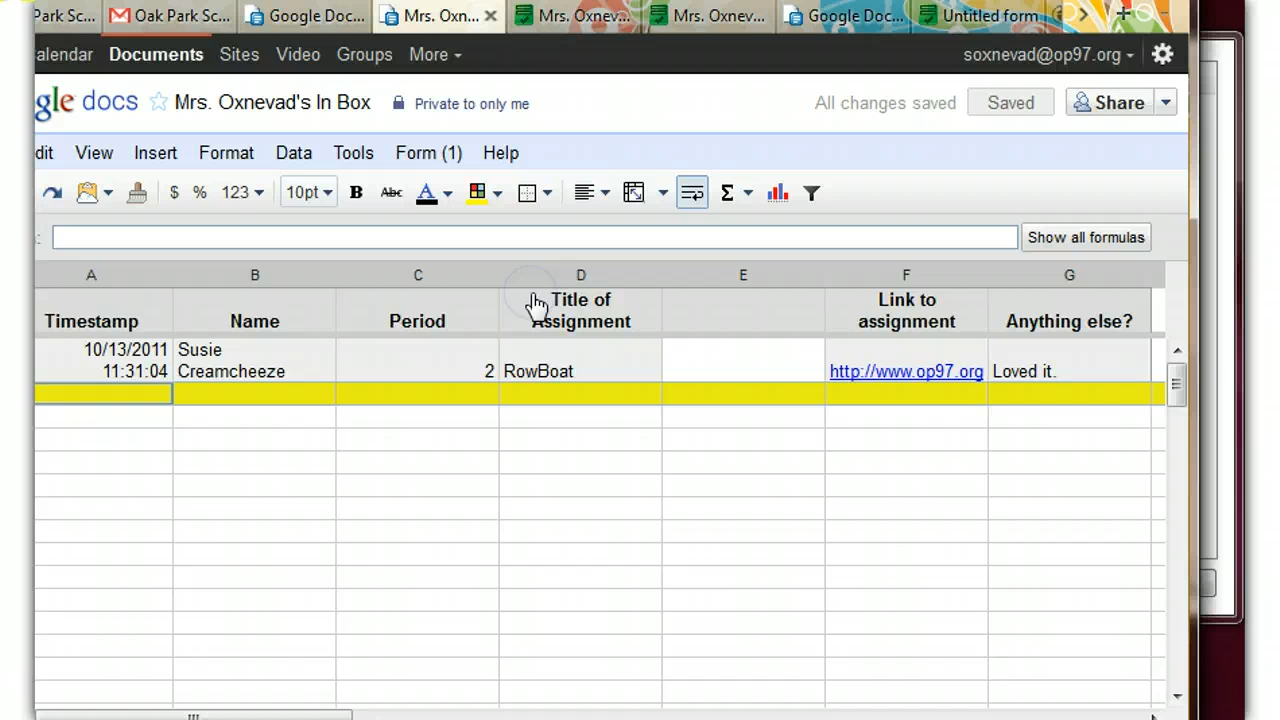 Park Sc...
Oak Park Sc...
Google Doc...
Mrs. Oxn...
Mrs. Oxnev...
Mrs. Oxnev...
Google Doc...
Untitled form
alendar Documents Sites Video Groups More
soxnevad@op97.org
gle docs Mrs. Oxnevad's In Box Private to only me All changes saved Saved Share
dit View Insert Format Data Tools Form (1) Help
$ % 123 10pt B Abc A Σ
: Show all formulas
A B C D E F G
Timestamp
Name
Period
Title of
Assignment
Link to
assignment
Anything else?
10/13/2011
11:31:04
Susie
Creamcheeze
2
RowBoat
http://www.op97.org
Loved it.